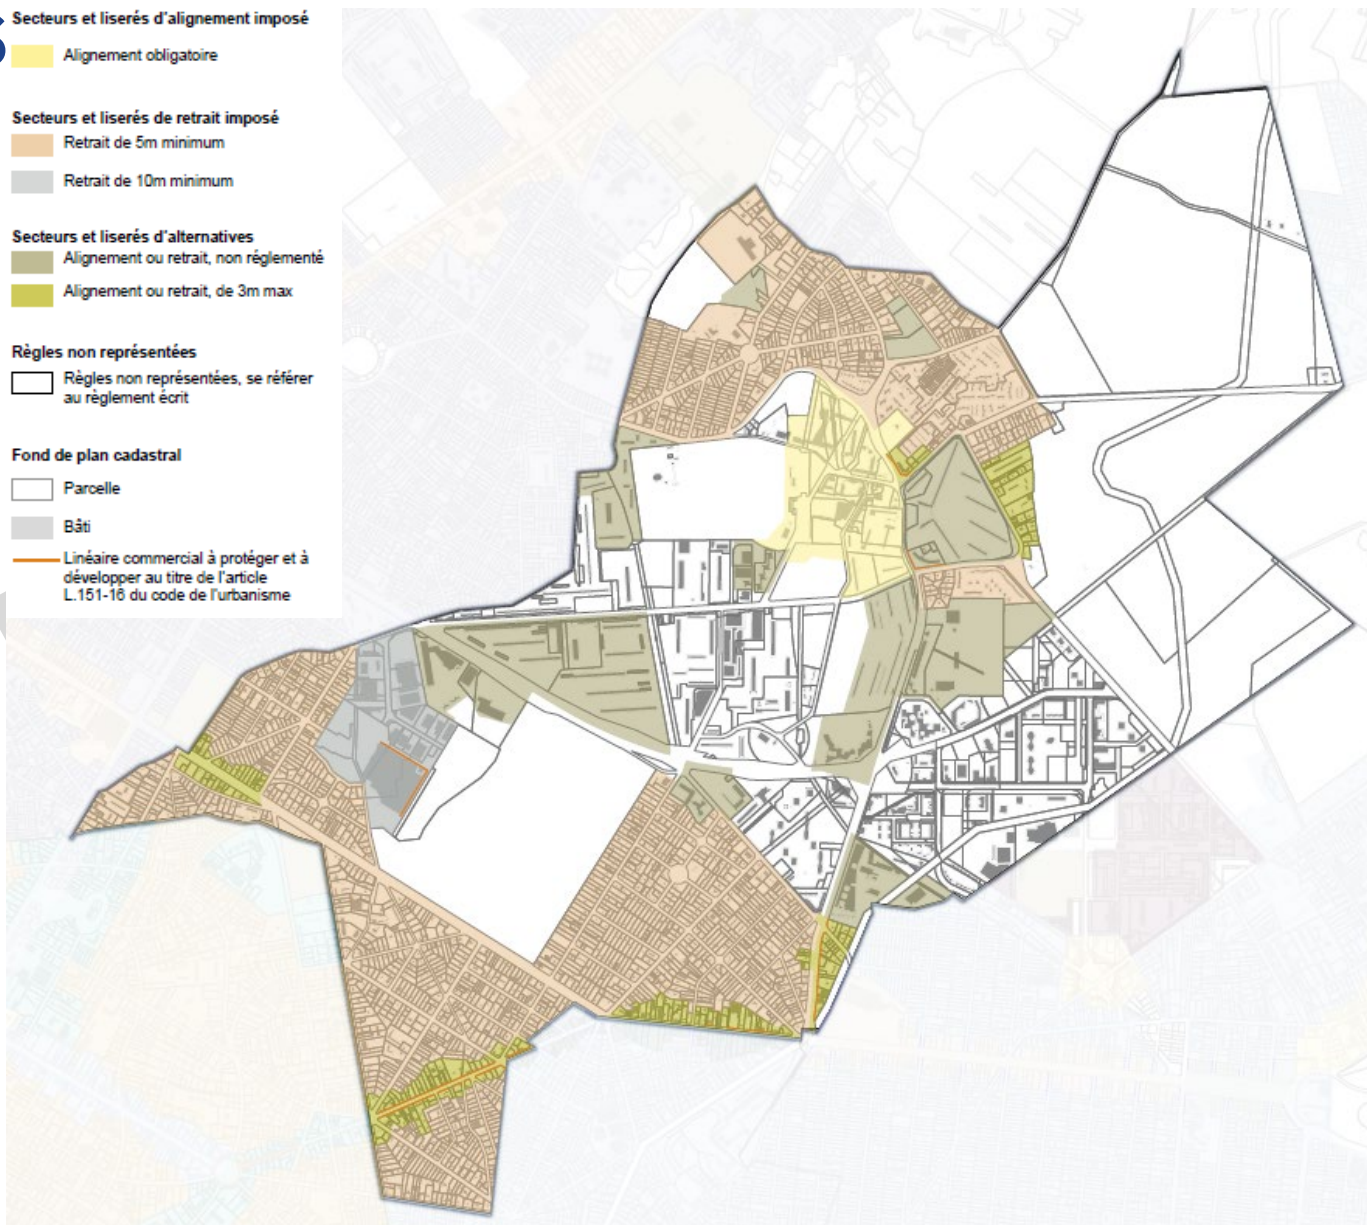 Secteurs et liserés d'alignement imposé
Alignement obligatoire
Secteurs et liserés de retrait imposé
Retrait de 5m minimum
Retrait de 10m minimum
Secteurs et liserés d'alternatives
Alignement ou retrait, non réglementé
Alignement ou retrait, de 3m max
Règles non représentées
Règles non représentées, se référer
au règlement écrit
Fond de plan cadastral
Parcelle
Bâti
Linéaire commercial à protéger et à
développer au titre de l'article
L.151-16 du code de l'urbanisme